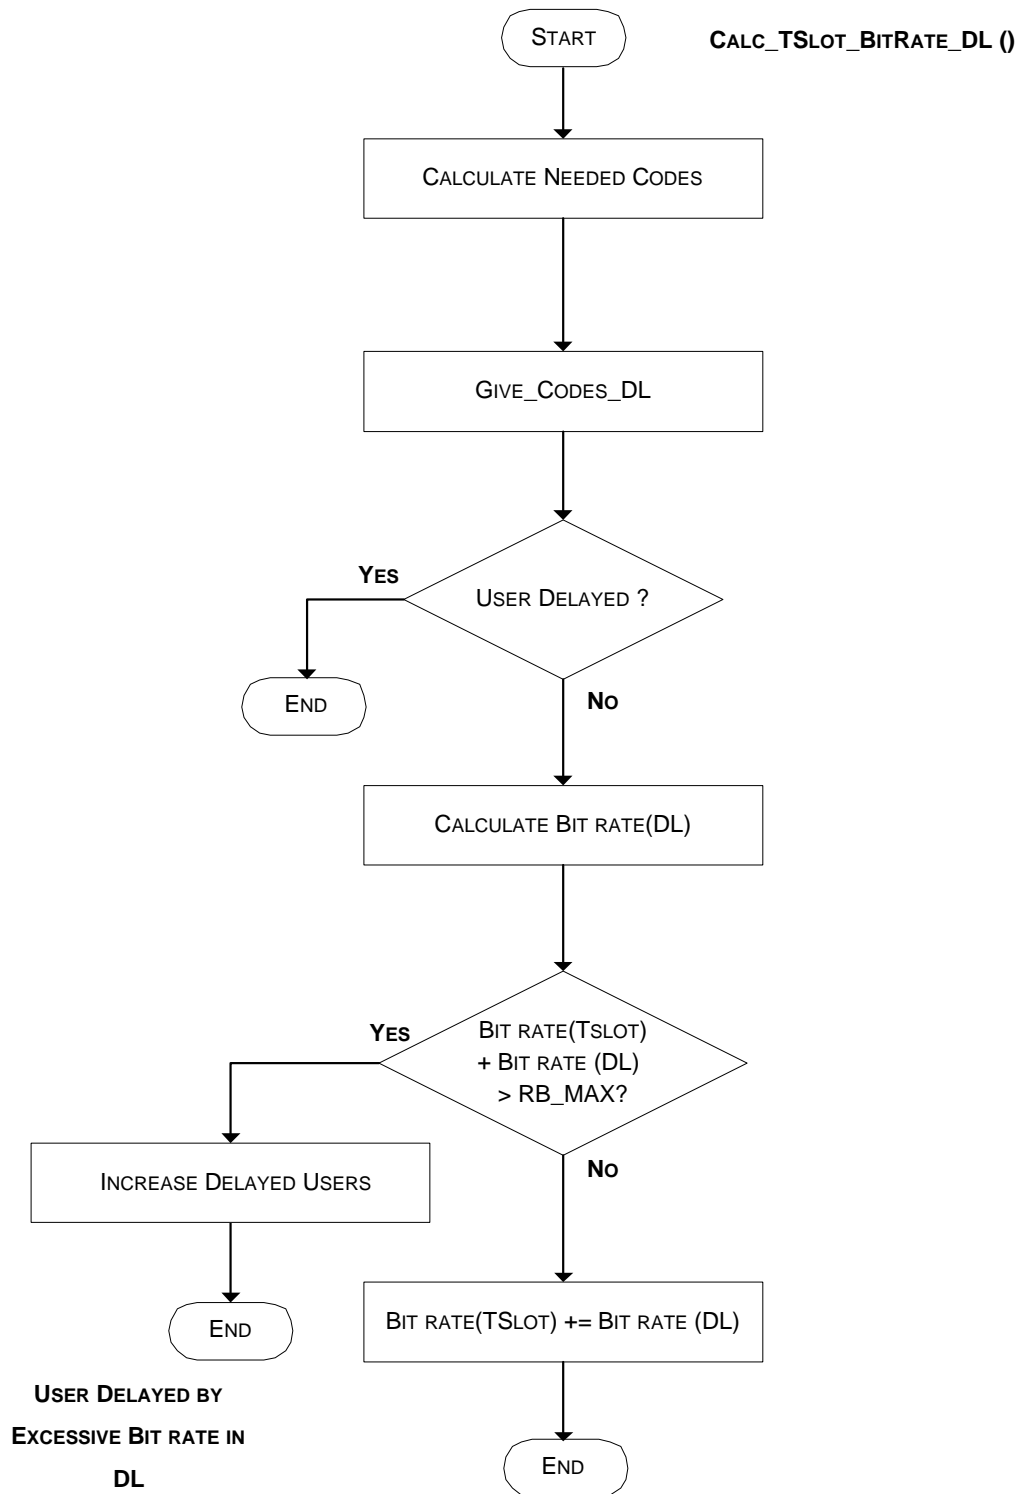 START
CALC_TSLOT_BITRATE_DL ()
CALCULATE NEEDED CODES
GIVE_CODES_DL
YES
USER DELAYED ?
END
NO
CALCULATE BIT RATE(DL)
YES
BIT RATE(TSLOT)
+ BIT RATE (DL)
> RB_MAX?
NO
INCREASE DELAYED USERS
END
BIT RATE(TSLOT) += BIT RATE (DL)
USER DELAYED BY
EXCESSIVE BIT RATE IN
DL
END